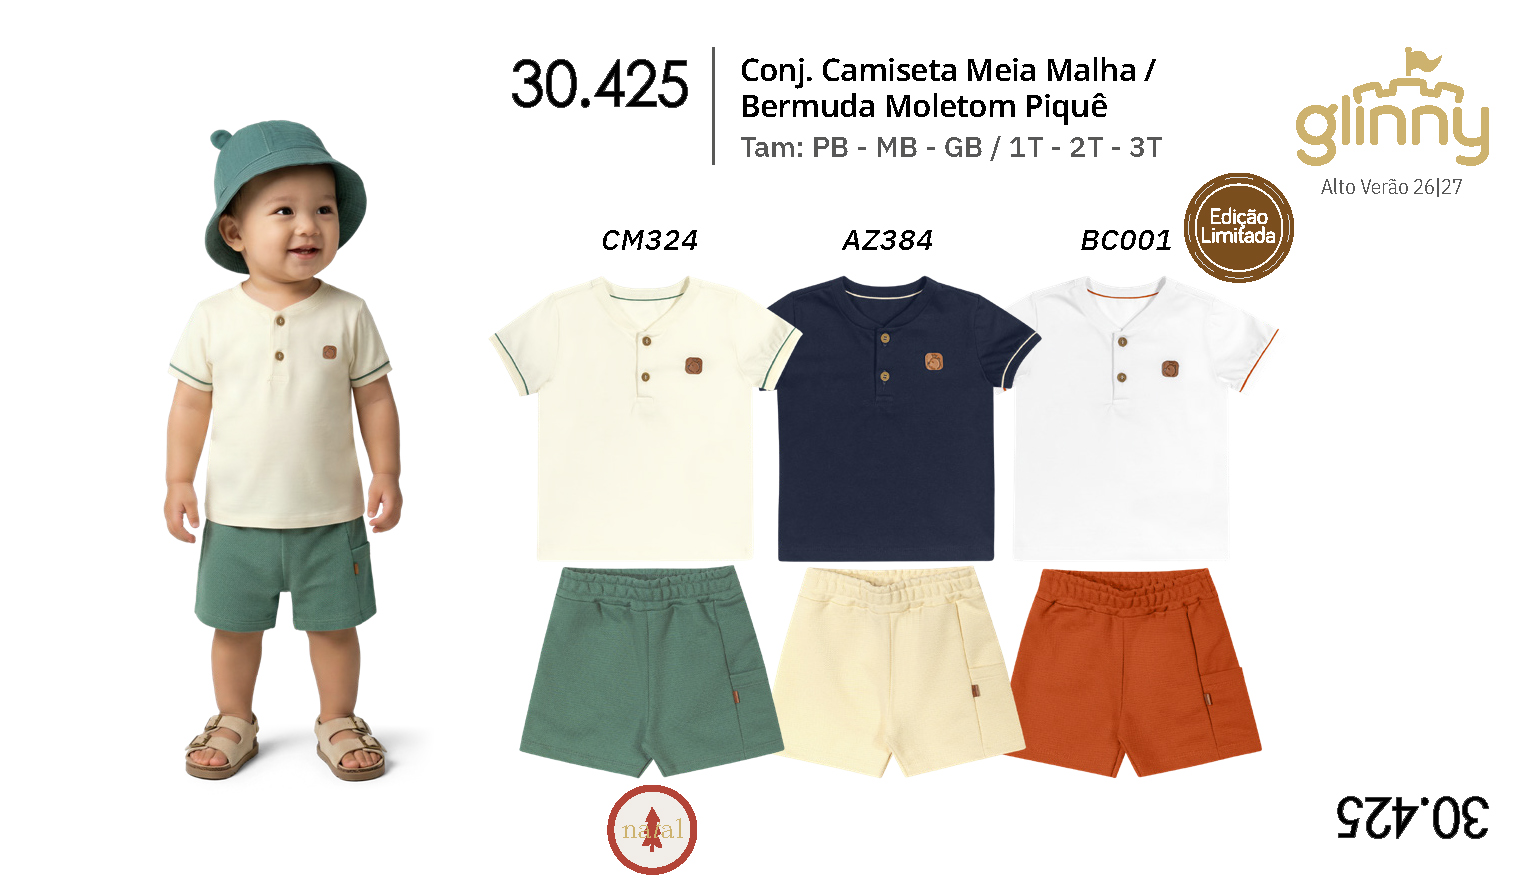 30.425
Conj. Camiseta Meia Malha /
Bermuda Moletom Piquê
Tam: PB - MB - GB / 1T - 2T - 3T
glinny
Alto Verão 26|27
Edição
Limitada
CM324
AZ384
BC001
natal
30.425